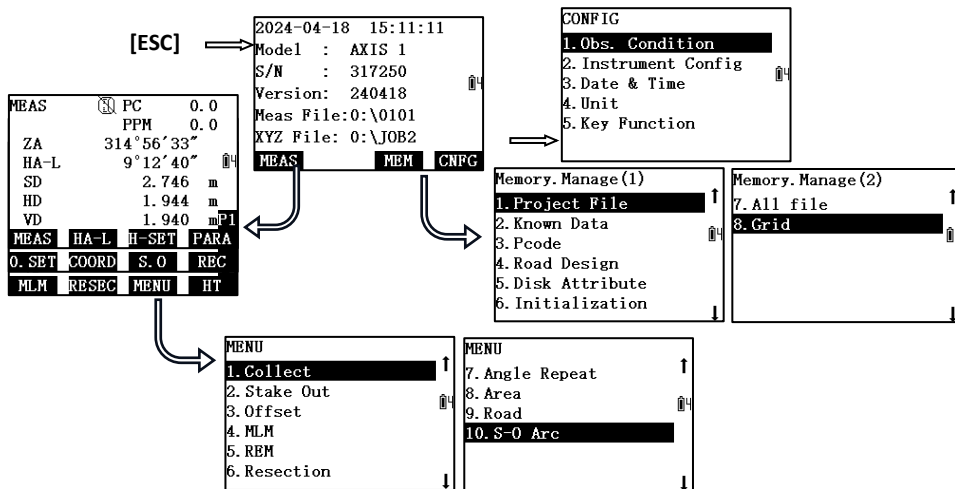 [ESC]
2024-04-18 15:11:11
Model : AXIS 1
S/N : 317250
Version: 240418
Meas File:0:\0101
XYZ File: 0:\JOB2
MEAS MEM CNFG
CONFIG
1.Obs. Condition
2. Instrument Config
3.Date & Time
4.Unit
5.Key Function
MEAS PC 0.0
PPM 0.0
ZA 314°56′33″
HA-L 9°12′40″
SD 2.746 m
HD 1.944 m
VD 1.940 m P1
MEAS HA-L H-SET PARA
0.SET COORD S.O REC
MLM RESEC MENU HT
Memory.Manage(1)
1.Project File
2.Known Data
3.Pcode
4.Road Design
5.Disk Attribute
6.Initialization
Memory.Manage(2)
7.All file
8.Grid
MENU
1.Collect
2.Stake Out
3.Offset
4.MLM
5.REM
6.Resection
MENU
7.Angle Repeat
8.Area
9.Road
10.S-O Arc